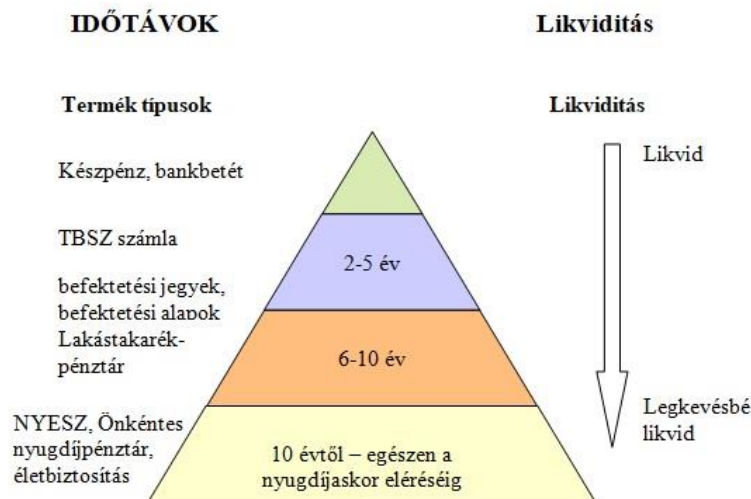 IDŐTÁVOK
Likviditás
Termék típusok
Likviditás
Készpénz, bankbetét
Likvid
TBSZ számla
2-5 év
befektetési jegyek,
befektetési alapok
Lakástakarék-
pénztár
6-10 év
NYESZ, Önkéntes
nyugdíjpénztár,
életbiztosítás
10 évtől – egészen a
nyugdíjaskor eléréséig
Legkevésbé
likvid